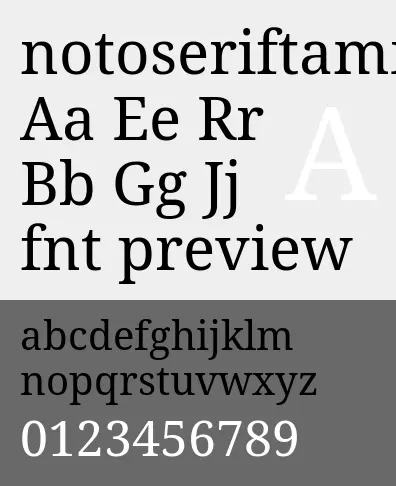 notoseriftami
Aa Ee Rr
A
Bb Gg Jj
fnt preview
abcdefghijklm
nopqrstuvwxyz
0123456789